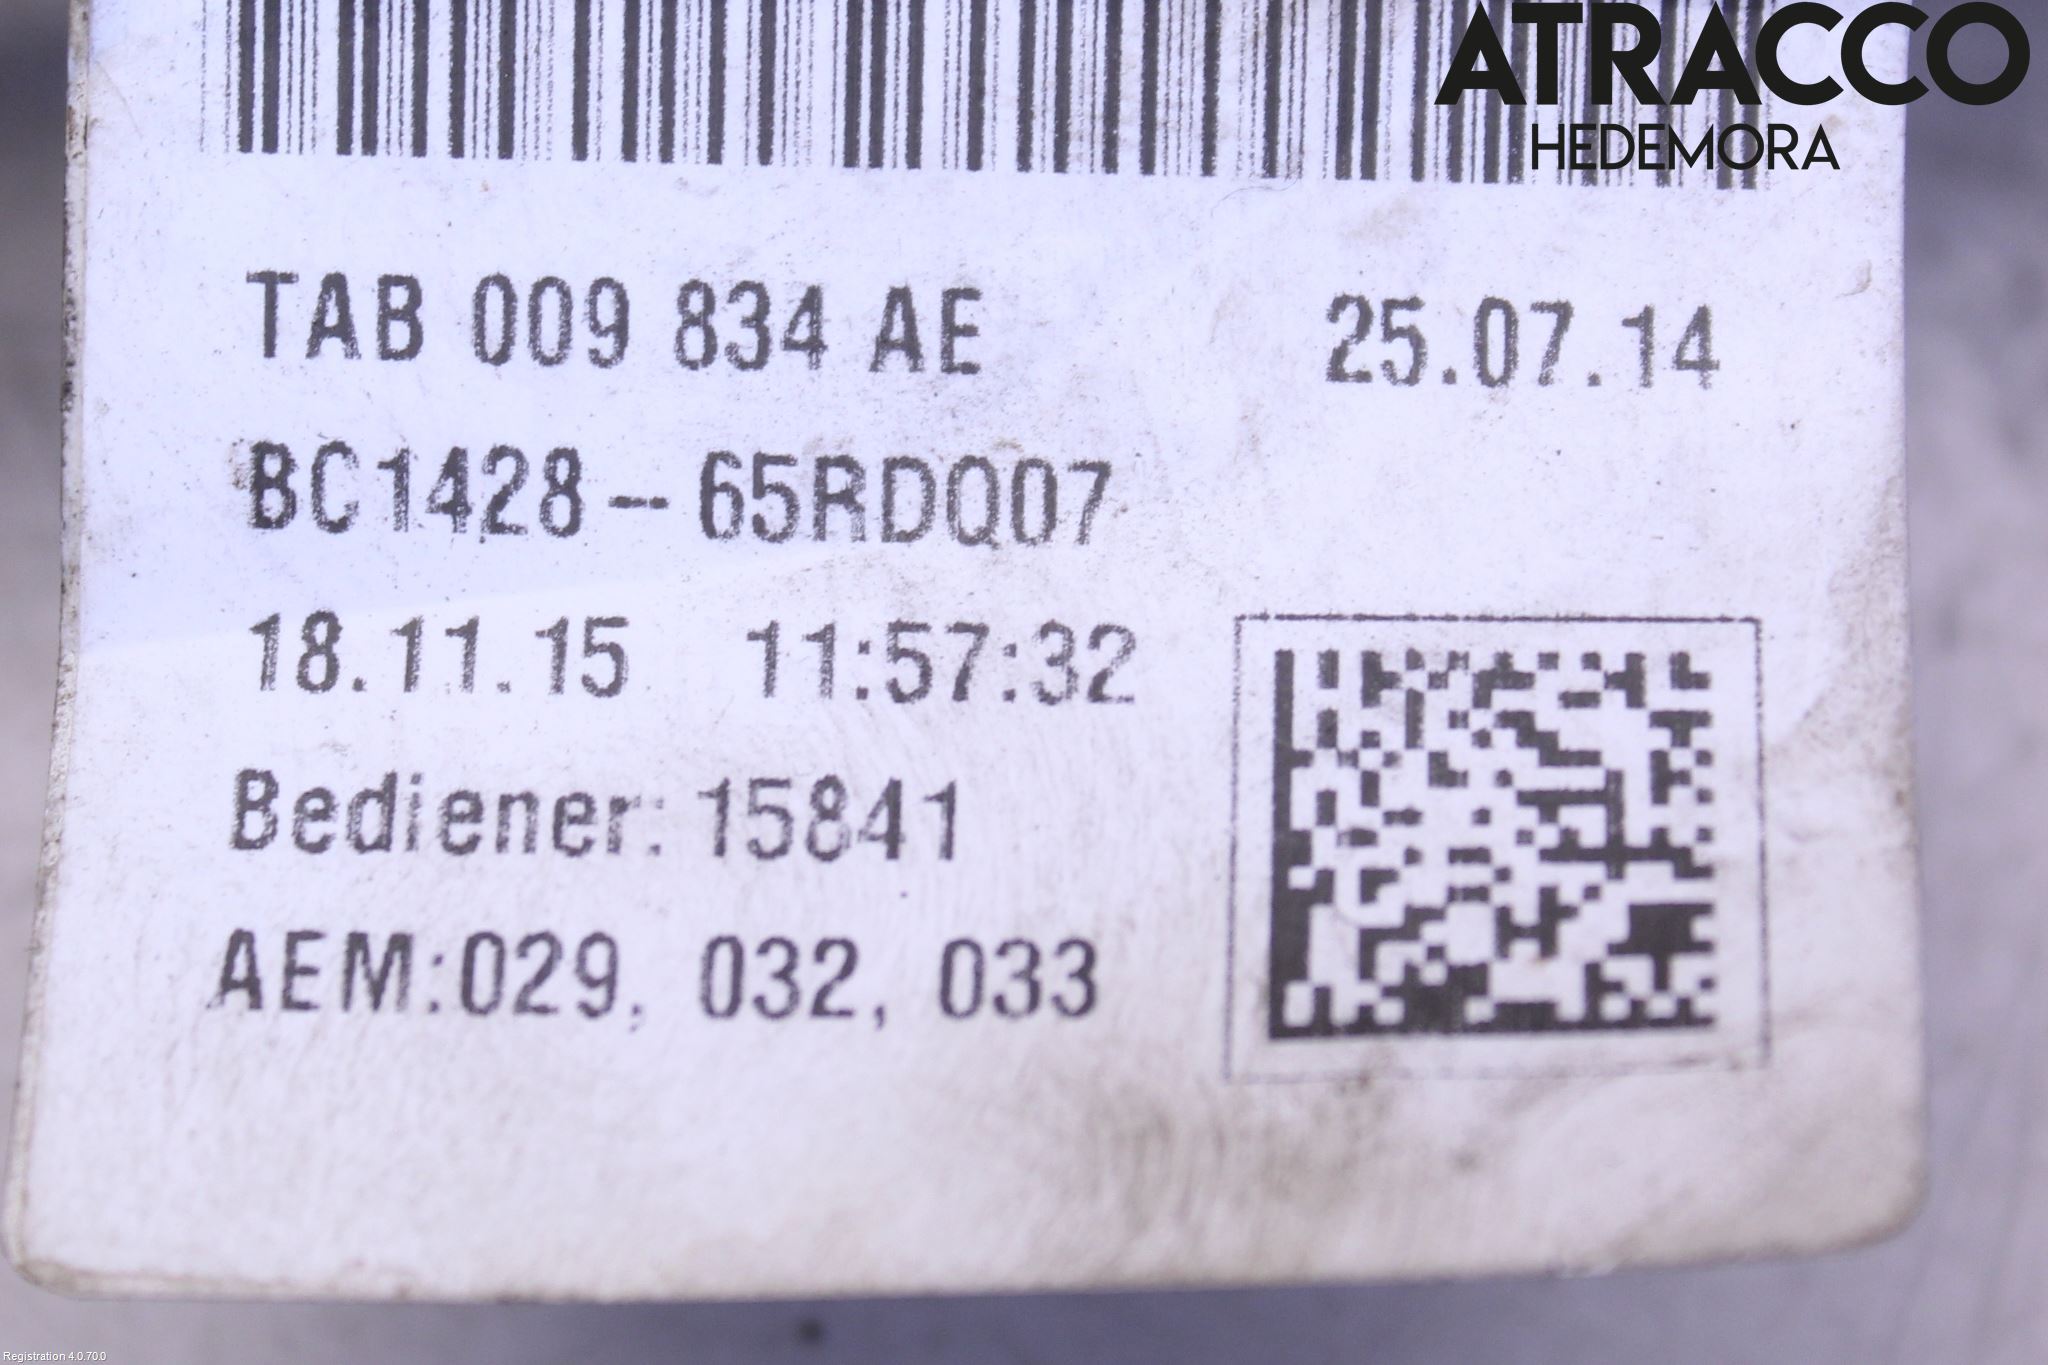 ATRACCO
HEDEMORA
TAB 009 834 AE 25.07.14
BC1428-65RDQ07
18.11.15 11:57:32
Bediener: 15841
AEM:029, 032, 033
Registration 4.0.70.0